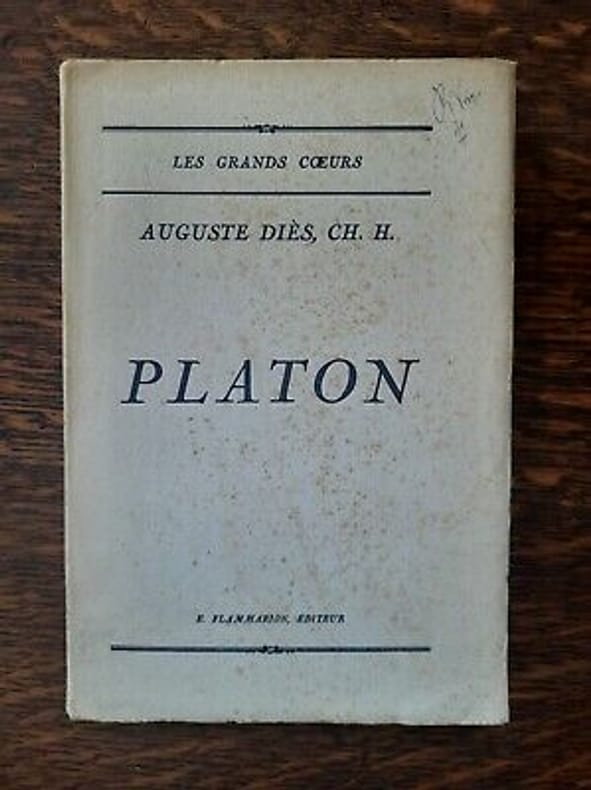 LES GRANDS CŒURS
AUGUSTE DIÈS, CH. H.
PLATON
E. FLAMMARION, ÉDITEUR